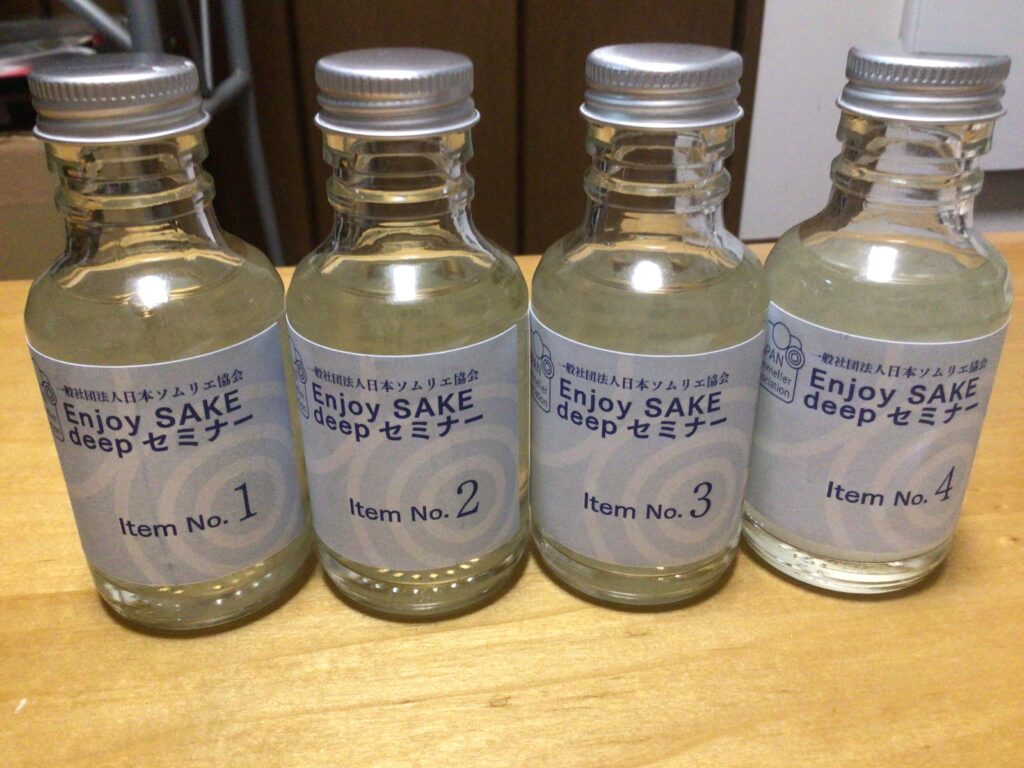 一般社団法人日本ソムリエ協会
Enjoy SAKE
deep セミナー
Item No. 1
一般社団法人日本ソムリエ協会
Enjoy SAKE
deep セミナー
Item No. 2
一般社団法人日本ソムリエ協会
Enjoy SAKE
deep セミナー
Item No. 3
一般社団法人日本ソムリエ協会
Enjoy SAKE
deep セミナー
Item No. 4